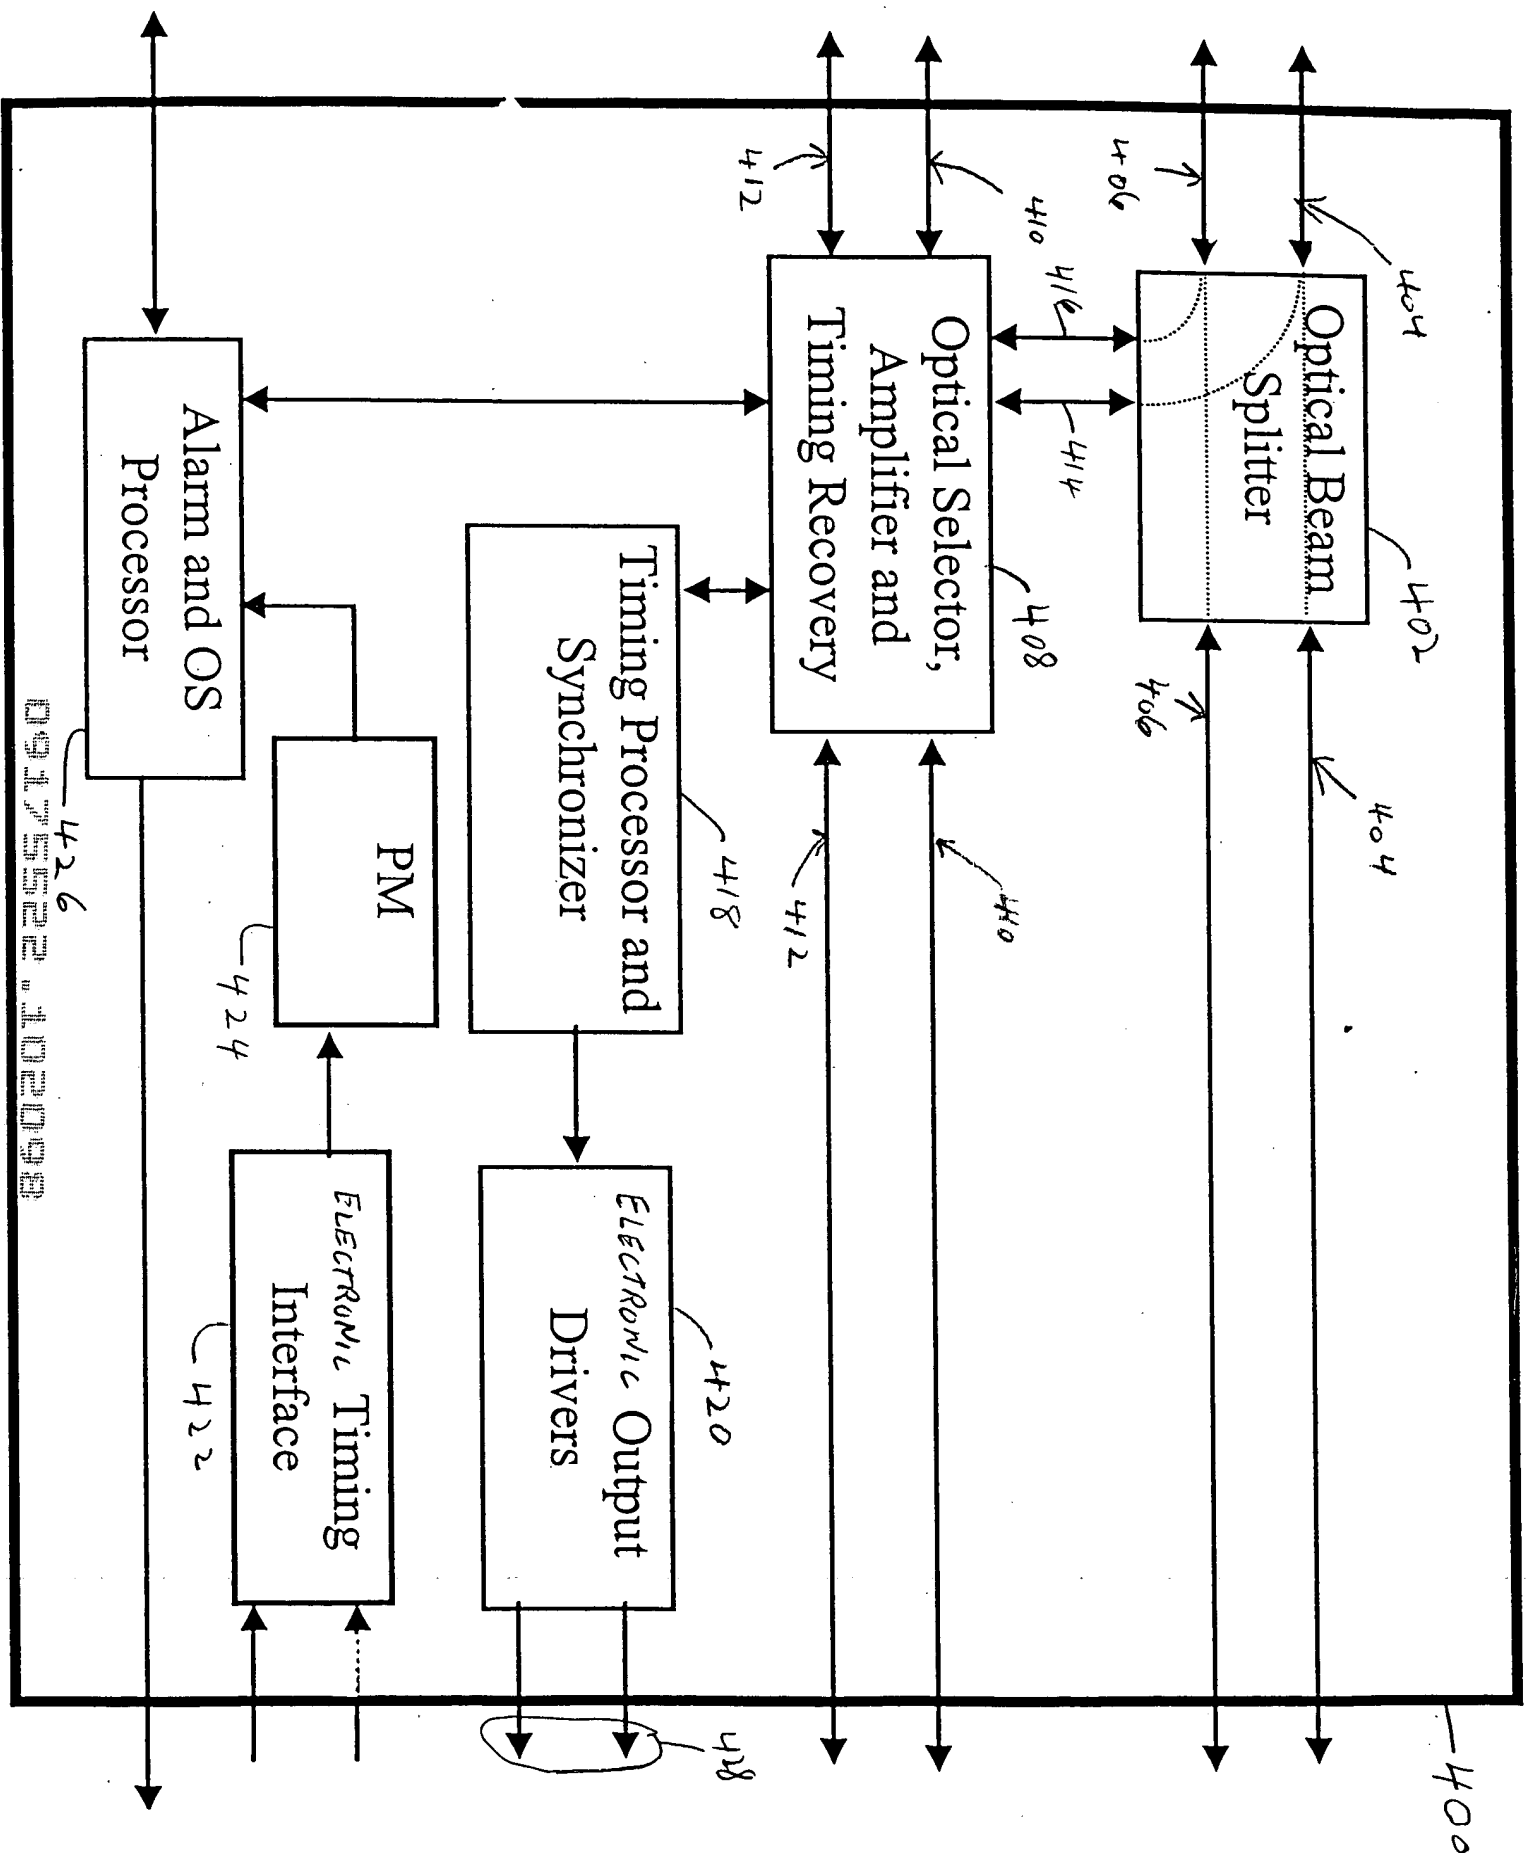 400
404
404
Optical Beam
Splitter
402
406
406
416
414
410
410
Optical Selector,
Amplifier and
Timing Recovery
408
412
412
Timing Processor and
Synchronizer
418
ELECTRONIC Output
Drivers
420
428
PM
424
ELECTRONIC Timing
Interface
422
Alarm and OS
Processor
426
09175522.102098